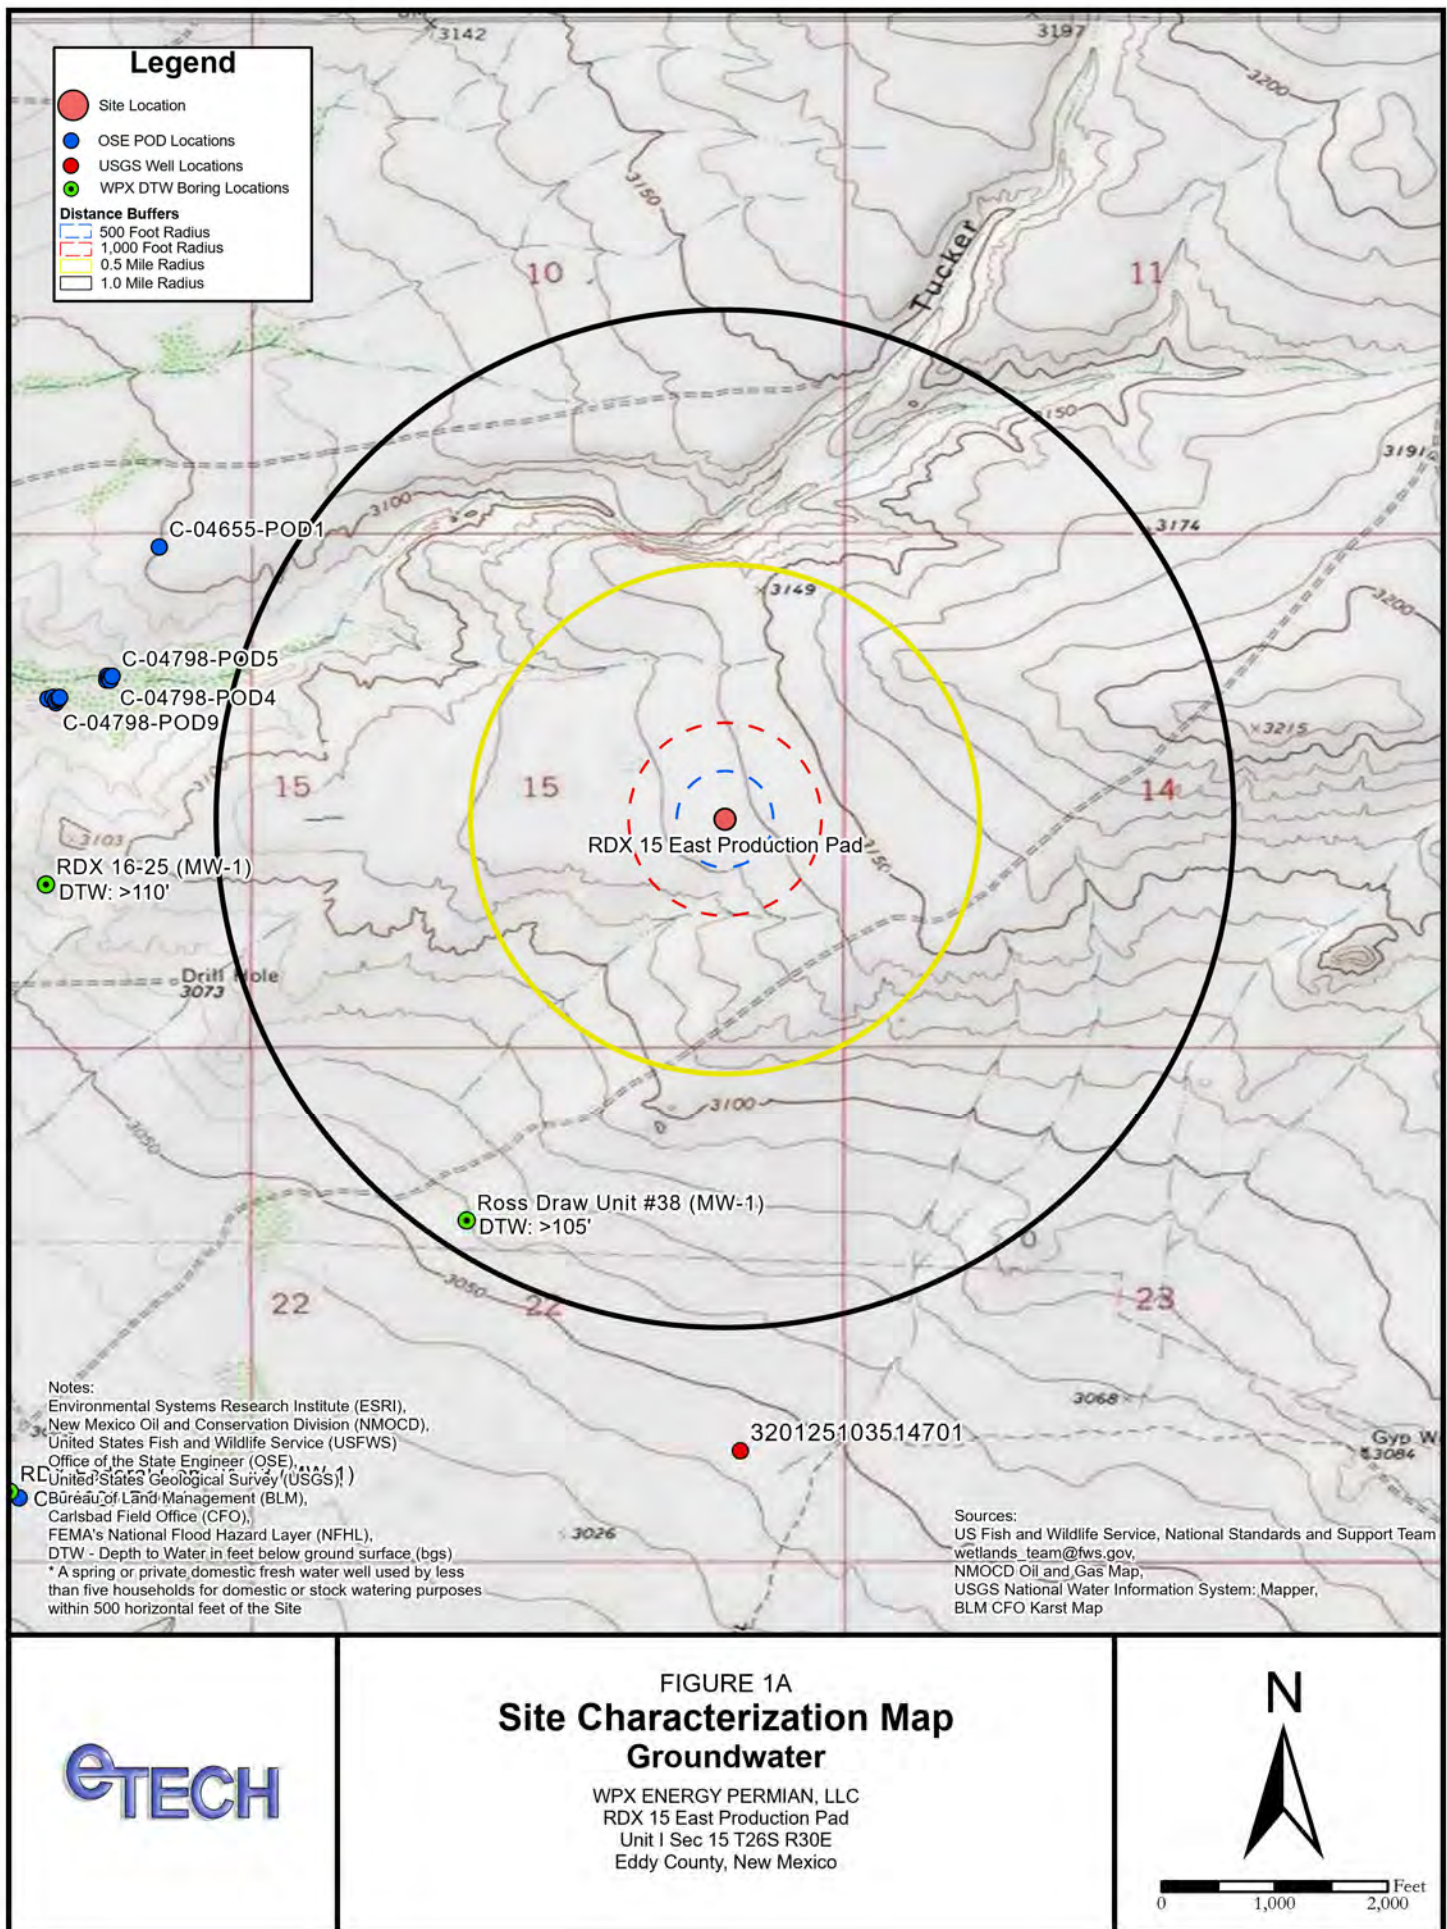 3142
3197
Legend
Site Location
OSE POD Locations
USGS Well Locations
WPX DTW Boring Locations
Distance Buffers
500 Foot Radius
1,000 Foot Radius
0.5 Mile Radius
1.0 Mile Radius
3200
3150
Tucker
10
11
3150
3191
3100
3174
C-04655-POD1
3149
3200
C-04798-POD5
C-04798-POD4
C-04798-POD9
3215
15
15
14
3103
RDX 15 East Production Pad
3150
RDX 16-25 (MW-1)
DTW: >110'
Drill Hole
3073
3100
3050
Ross Draw Unit #38 (MW-1)
DTW: >105'
3050
22
22
23
3068
320125103514701
Gyp W
3084
3026
Notes:
Environmental Systems Research Institute (ESRI),
New Mexico Oil and Conservation Division (NMOCD),
United States Fish and Wildlife Service (USFWS)
Office of the State Engineer (OSE),
United States Geological Survey (USGS),
Bureau of Land Management (BLM),
Carlsbad Field Office (CFO),
FEMA's National Flood Hazard Layer (NFHL),
DTW - Depth to Water in feet below ground surface (bgs)
* A spring or private domestic fresh water well used by less
than five households for domestic or stock watering purposes
within 500 horizontal feet of the Site
Sources:
US Fish and Wildlife Service, National Standards and Support Team
wetlands_team@fws.gov,
NMOCD Oil and Gas Map,
USGS National Water Information System: Mapper,
BLM CFO Karst Map
eTECH
FIGURE 1A
Site Characterization Map
Groundwater
WPX ENERGY PERMIAN, LLC
RDX 15 East Production Pad
Unit I Sec 15 T26S R30E
Eddy County, New Mexico
N
Feet
0 1,000 2,000